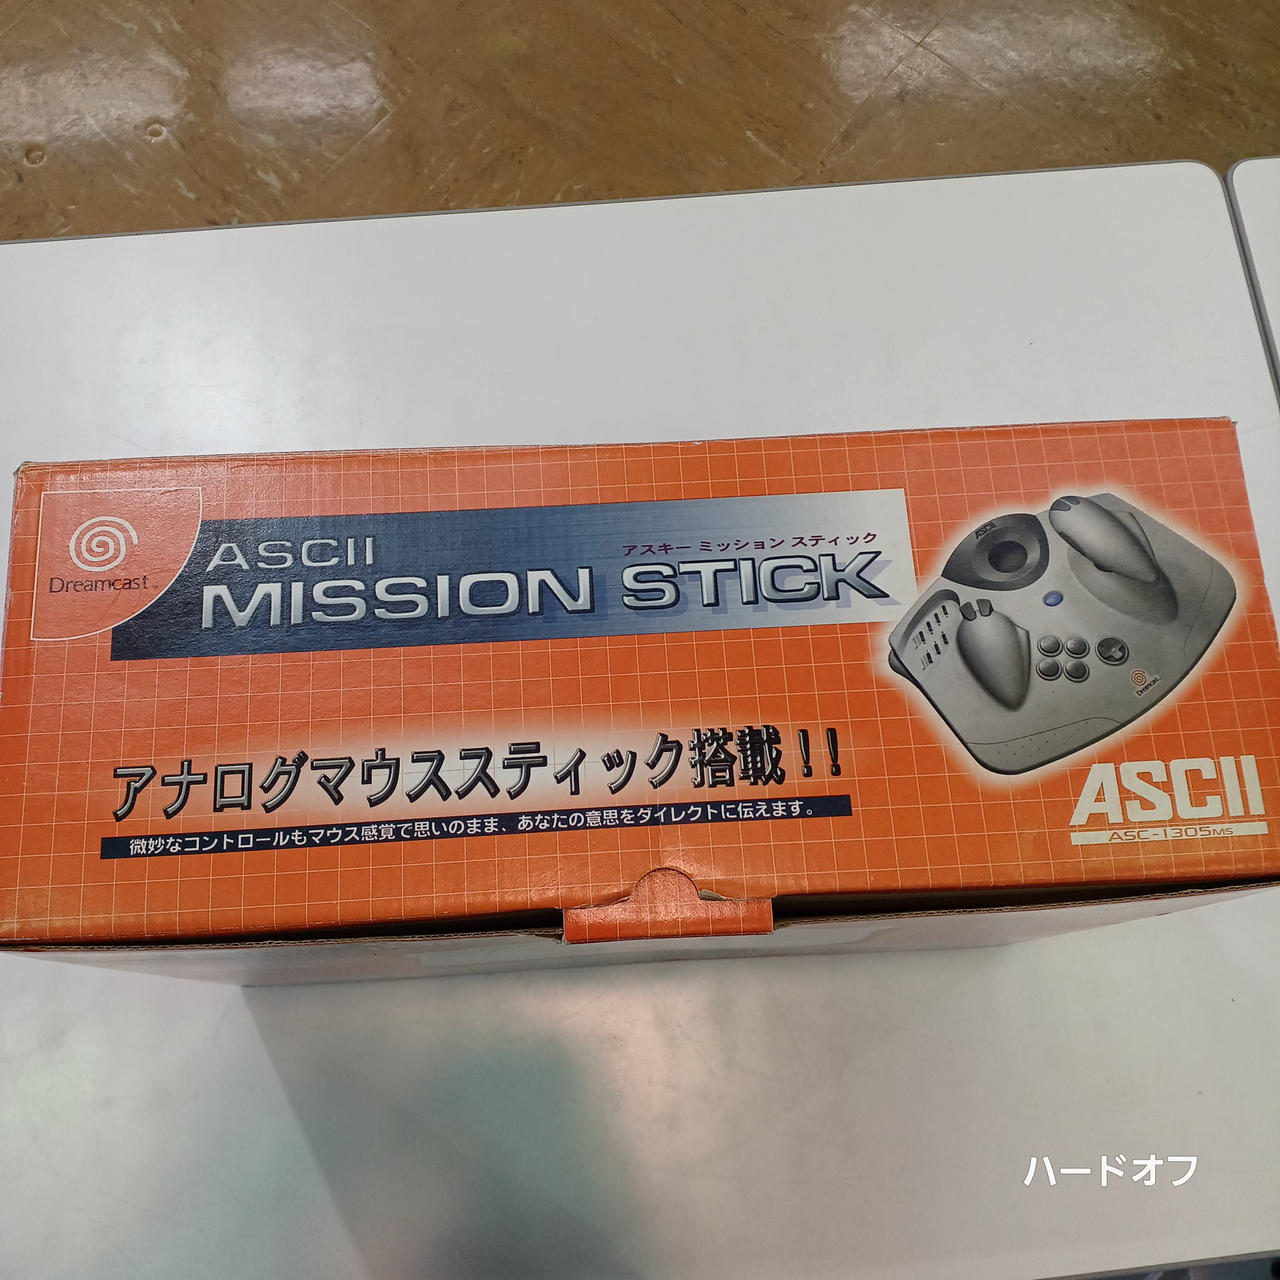 Dreamcast™
ASCII
アスキー ミッション スティック
MISSION STICK
アナログマウススティック搭載!!
微妙なコントロールもマウス感覚で思いのまま、あなたの意思をダイレクトに伝えます。
ASCII
Dreamcast
ASCII
ASC-1305MS
ハードオフ